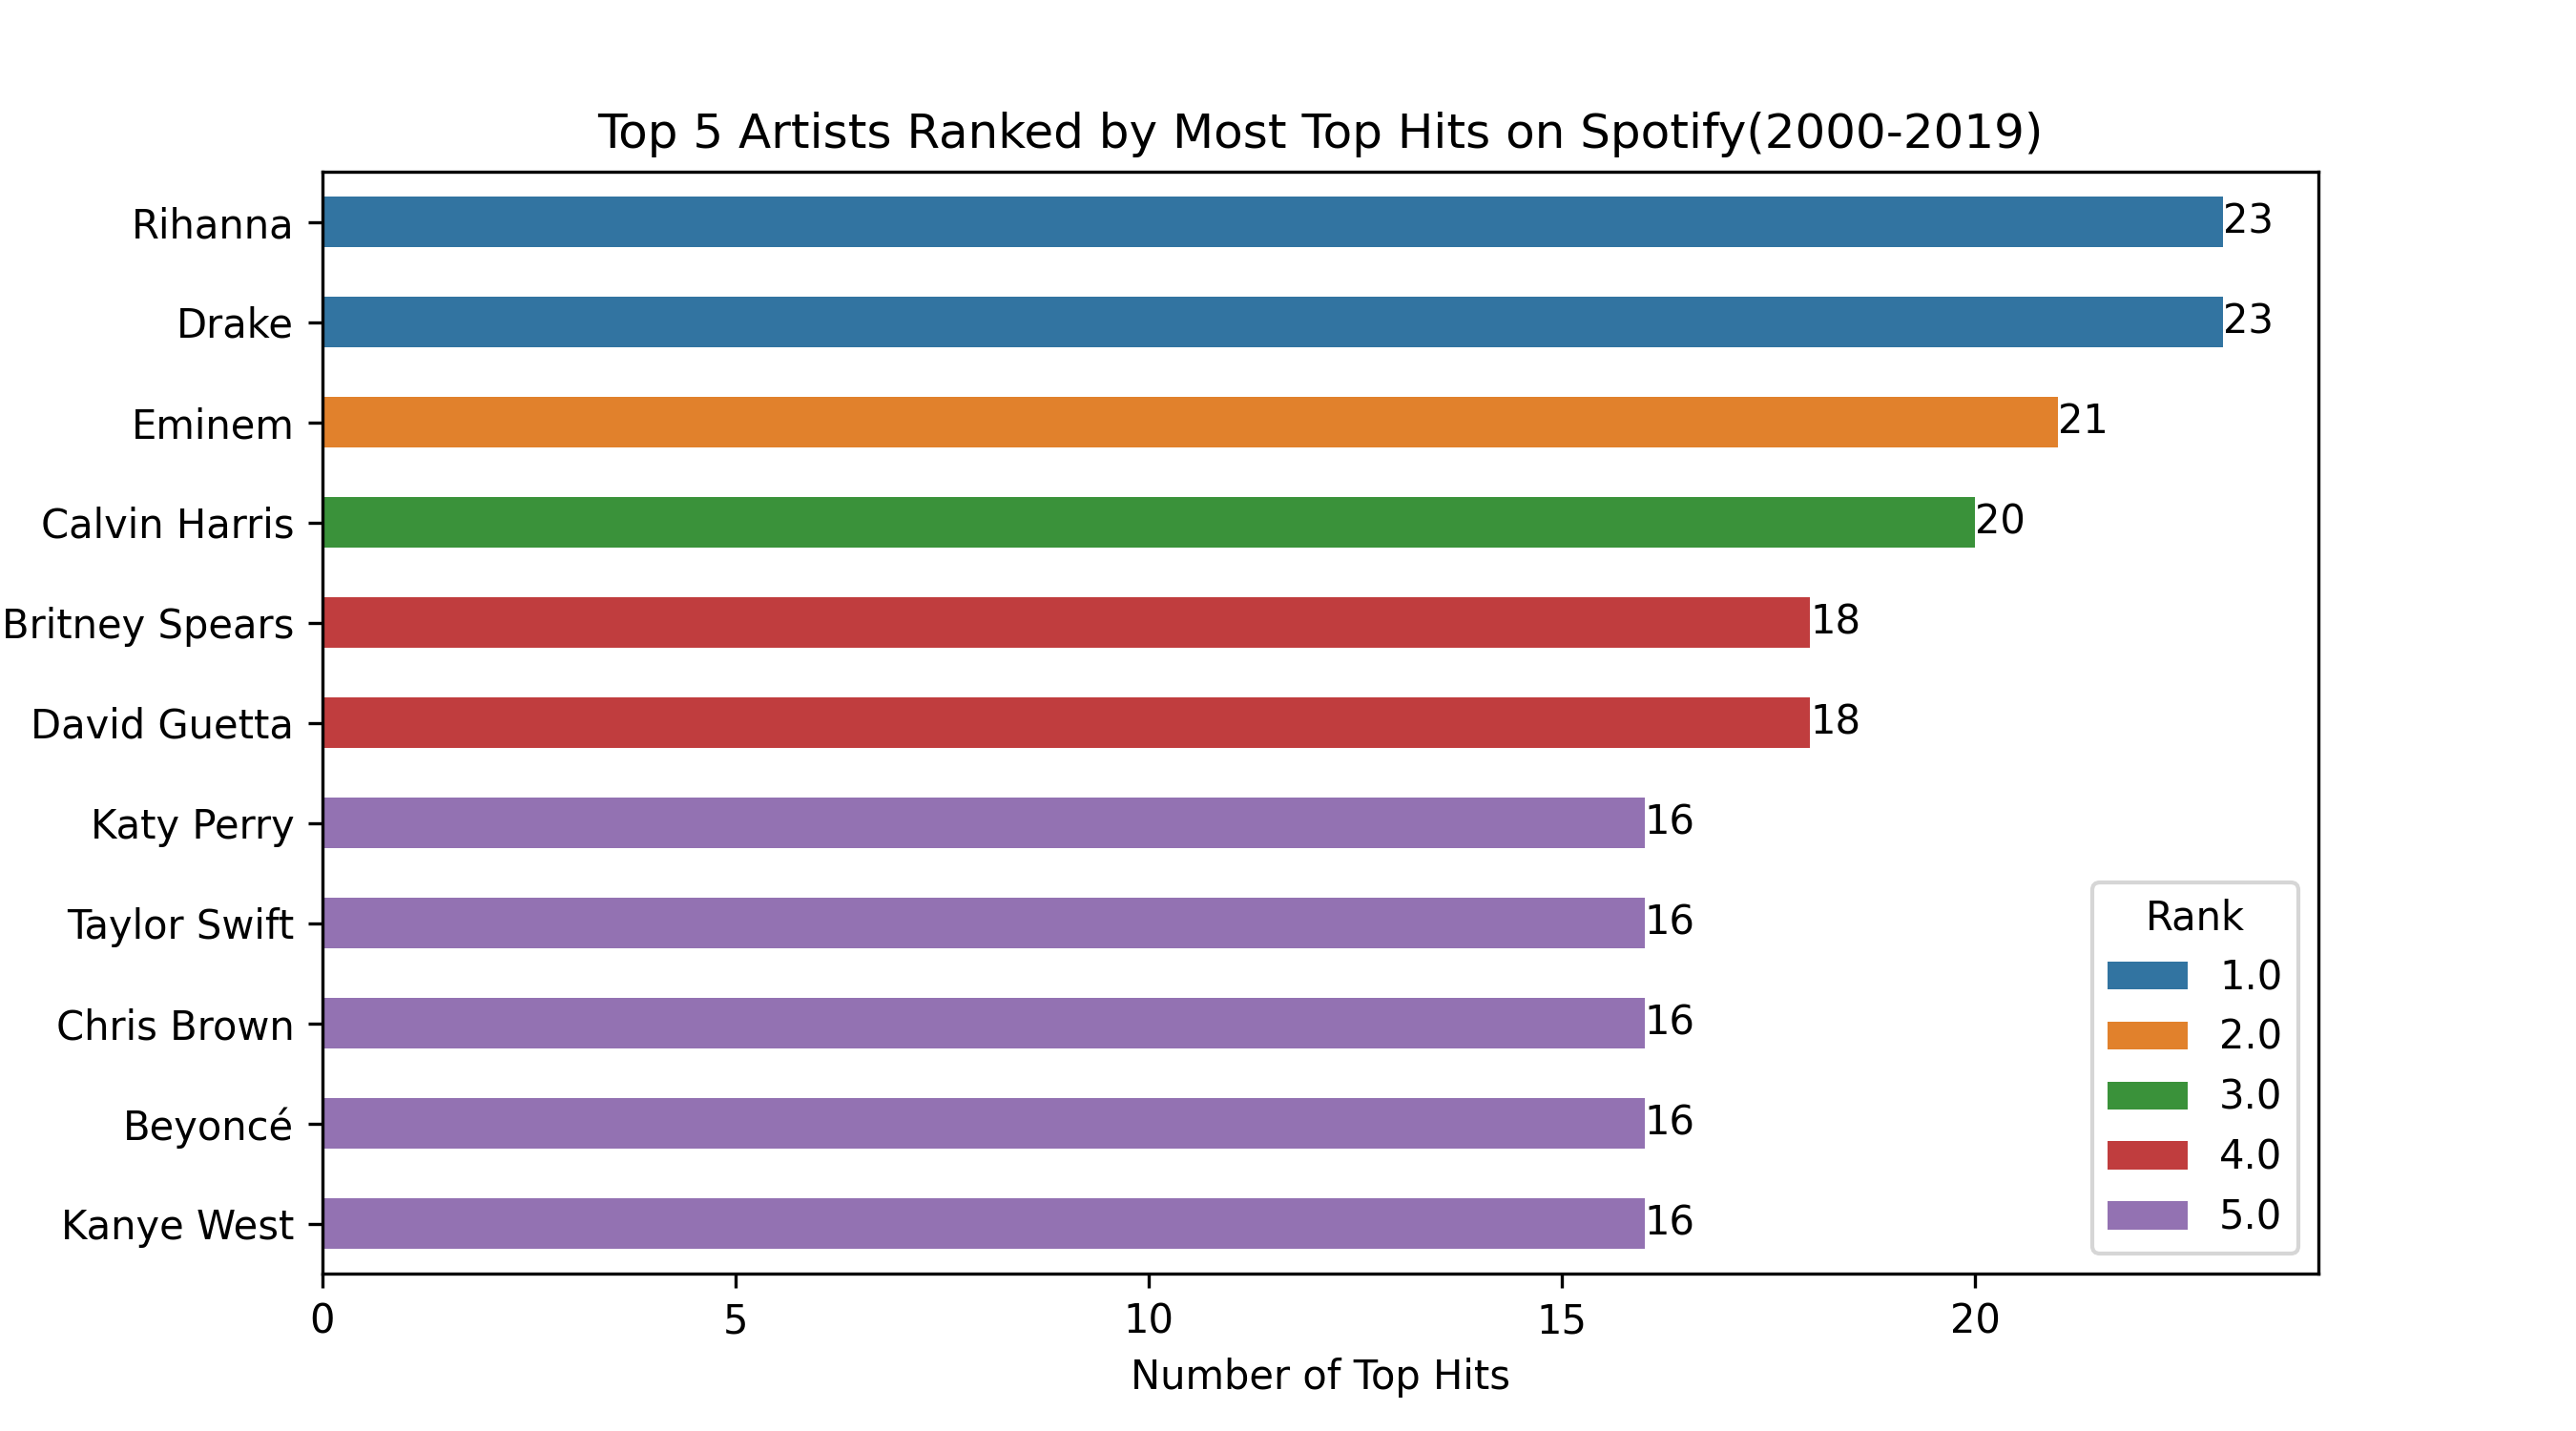 Top 5 Artists Ranked by Most Top Hits on Spotify(2000-2019)
Rihanna 23
Drake 23
Eminem 21
Calvin Harris 20
Britney Spears 18
David Guetta 18
Katy Perry 16
Taylor Swift 16
Chris Brown 16
Beyoncé 16
Kanye West 16
Rank
1.0
2.0
3.0
4.0
5.0
0 5 10 15 20
Number of Top Hits